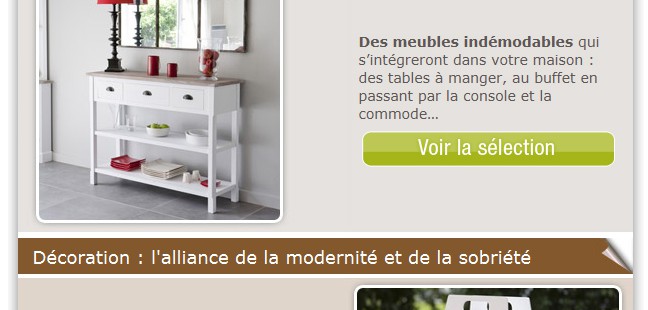 Des meubles indémodables qui
s'intégreront dans votre maison :
des tables à manger, au buffet en
passant par la console et la
commode...
Voir la sélection
Décoration : l'alliance de la modernité et de la sobriété